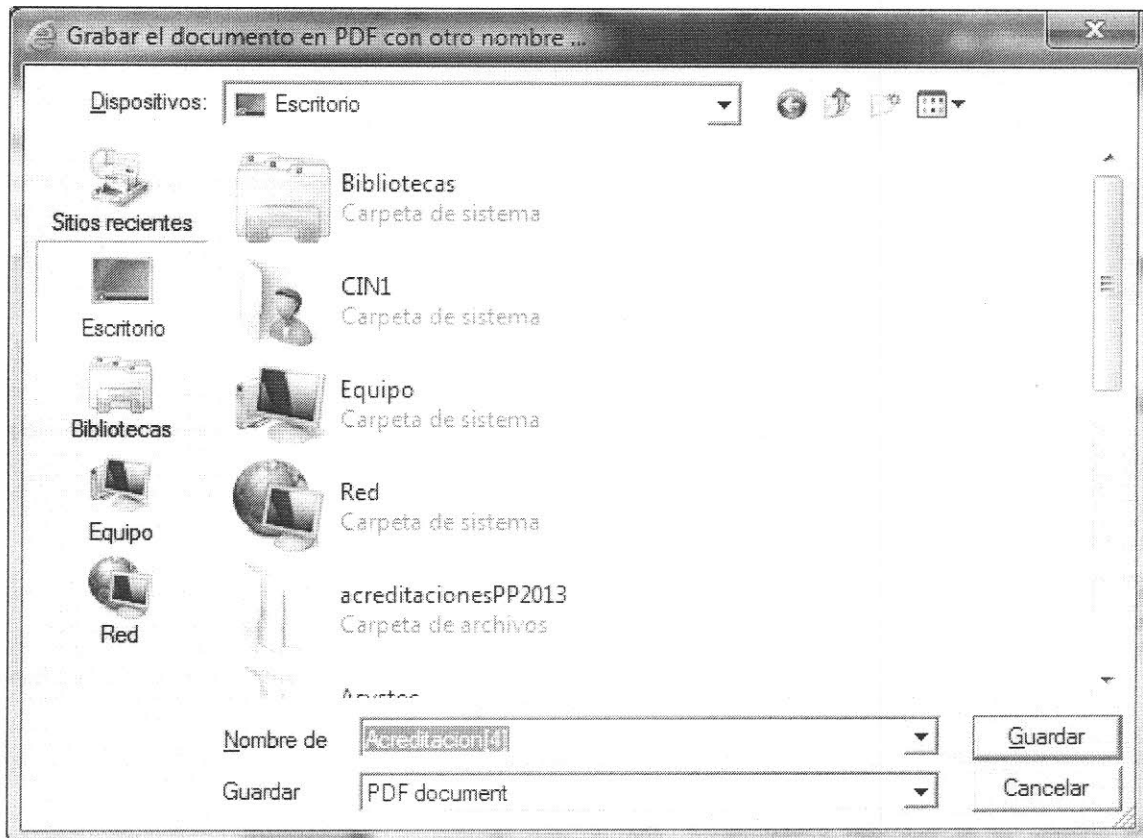 Grabar el documento en PDF con otro nombre ...
Dispositivos:
Escritorio
Sitios recientes
Escritorio
Bibliotecas
Equipo
Red
Bibliotecas
Carpeta de sistema
CIN1
Carpeta de sistema
Equipo
Carpeta de sistema
Red
Carpeta de sistema
acreditacionesPP2013
Carpeta de archivos
Nombre de
Acreditacion[4]
Guardar
Guardar
PDF document
Cancelar